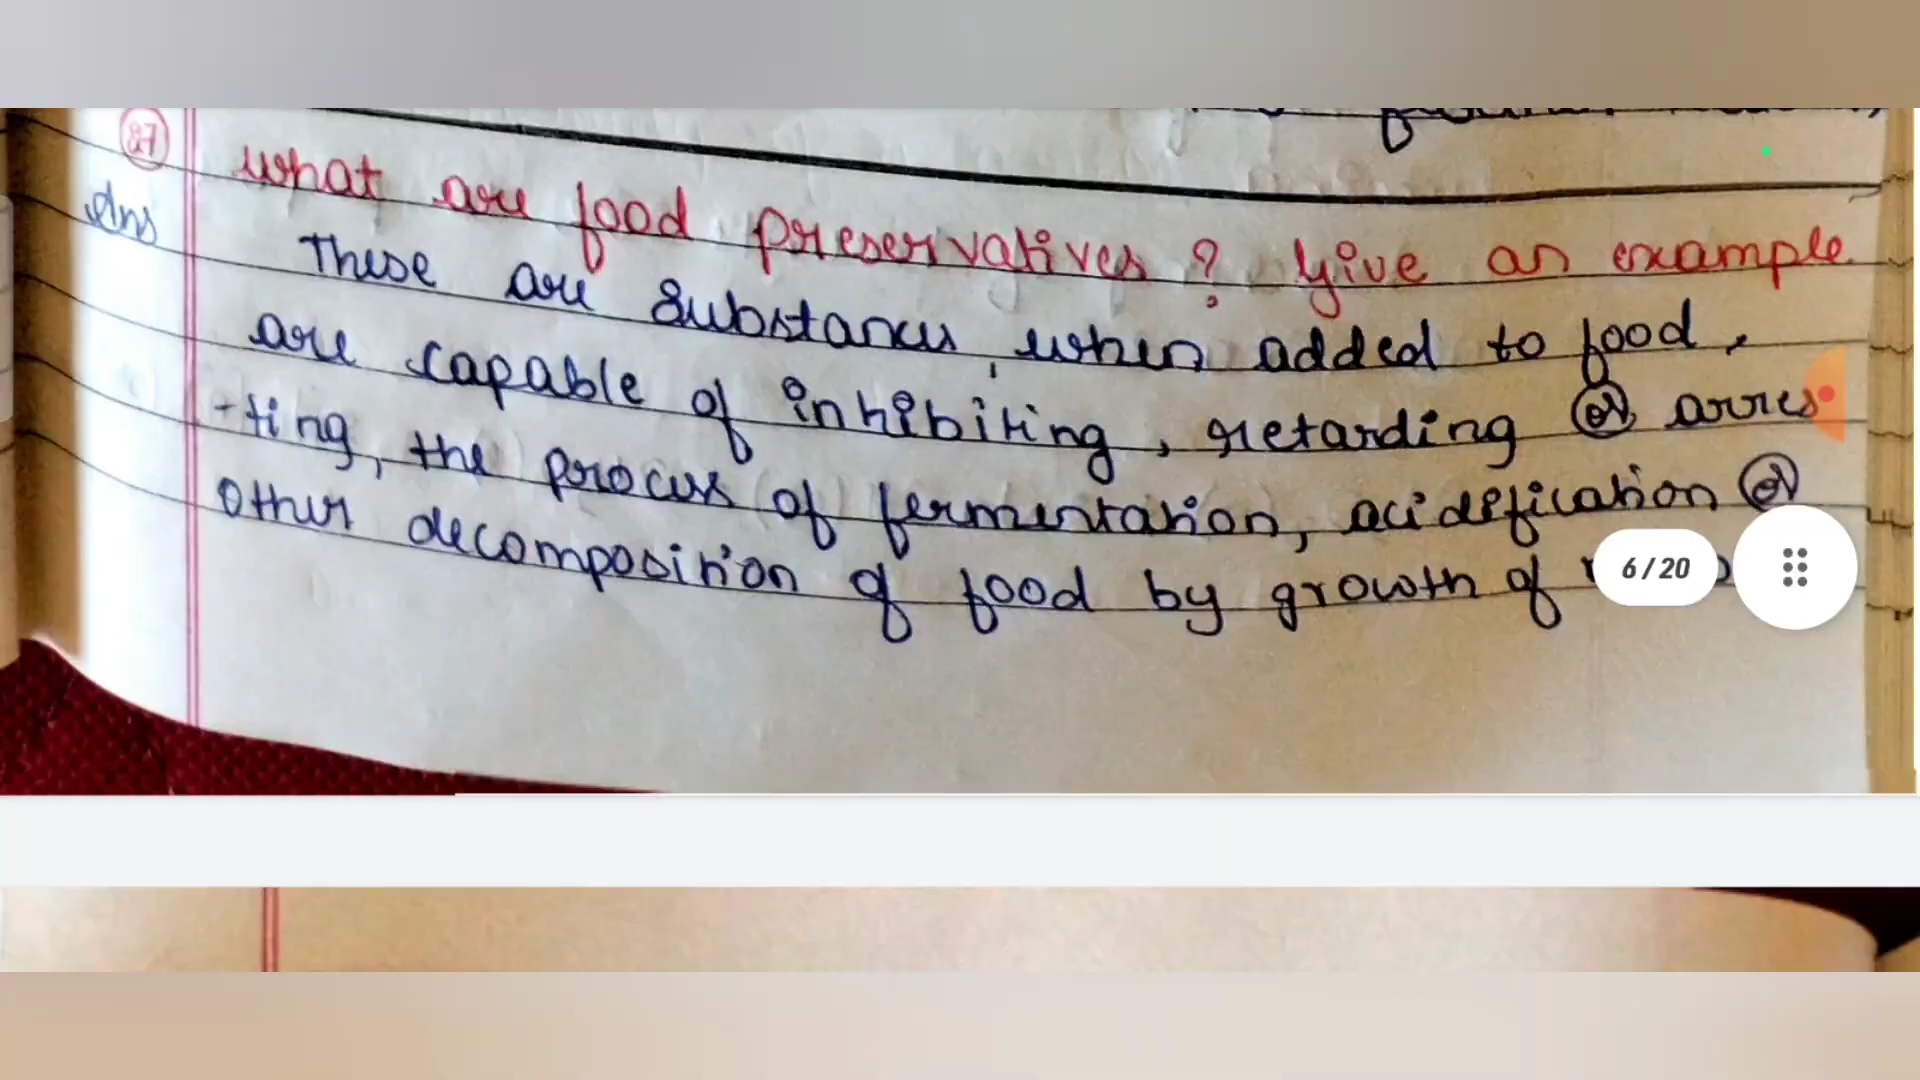 27 what are food preservatives ? Give an example
Ans These are substances, when added to food,
are capable of inhibiting, retarding or arres
-ting, the process of fermentation, acidification or
other decomposition of food by growth of
6/20